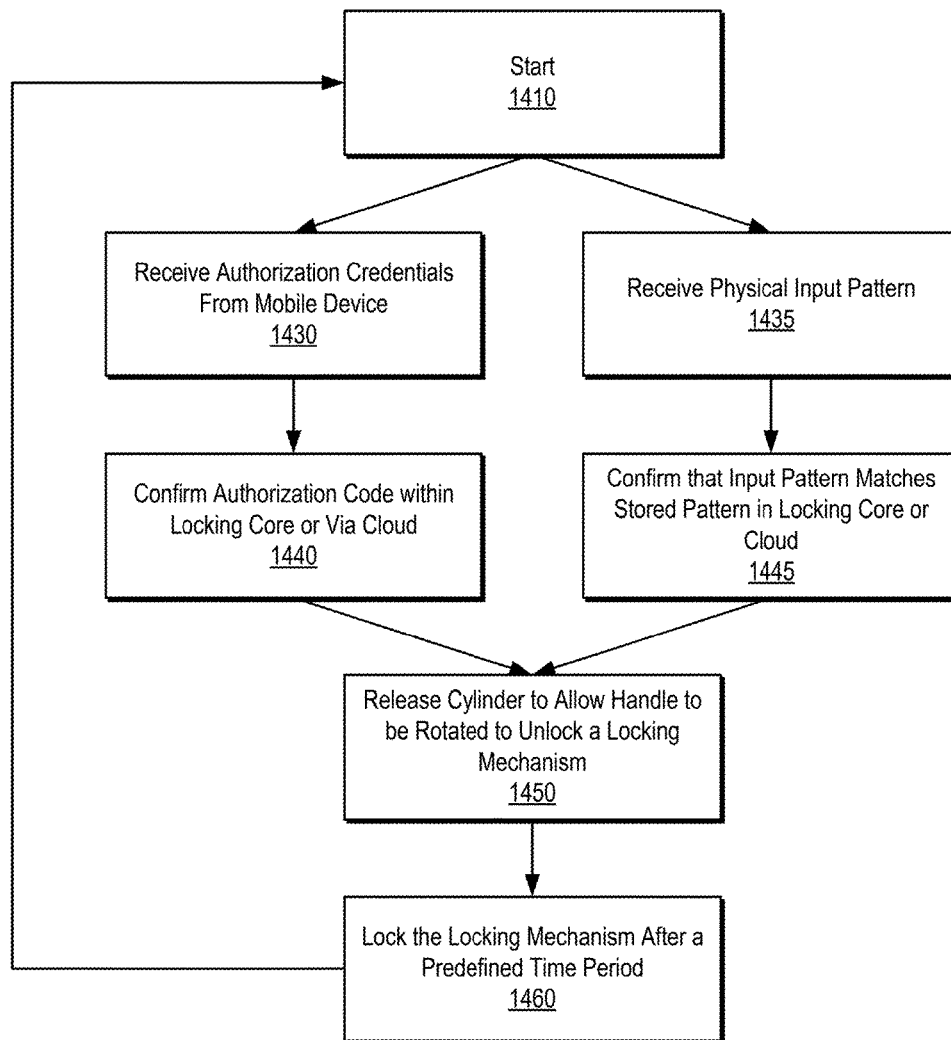 Start
1410
Receive Authorization Credentials
From Mobile Device
1430
Receive Physical Input Pattern
1435
Confirm Authorization Code within
Locking Core or Via Cloud
1440
Confirm that Input Pattern Matches
Stored Pattern in Locking Core or
Cloud
1445
Release Cylinder to Allow Handle to
be Rotated to Unlock a Locking
Mechanism
1450
Lock the Locking Mechanism After a
Predefined Time Period
1460